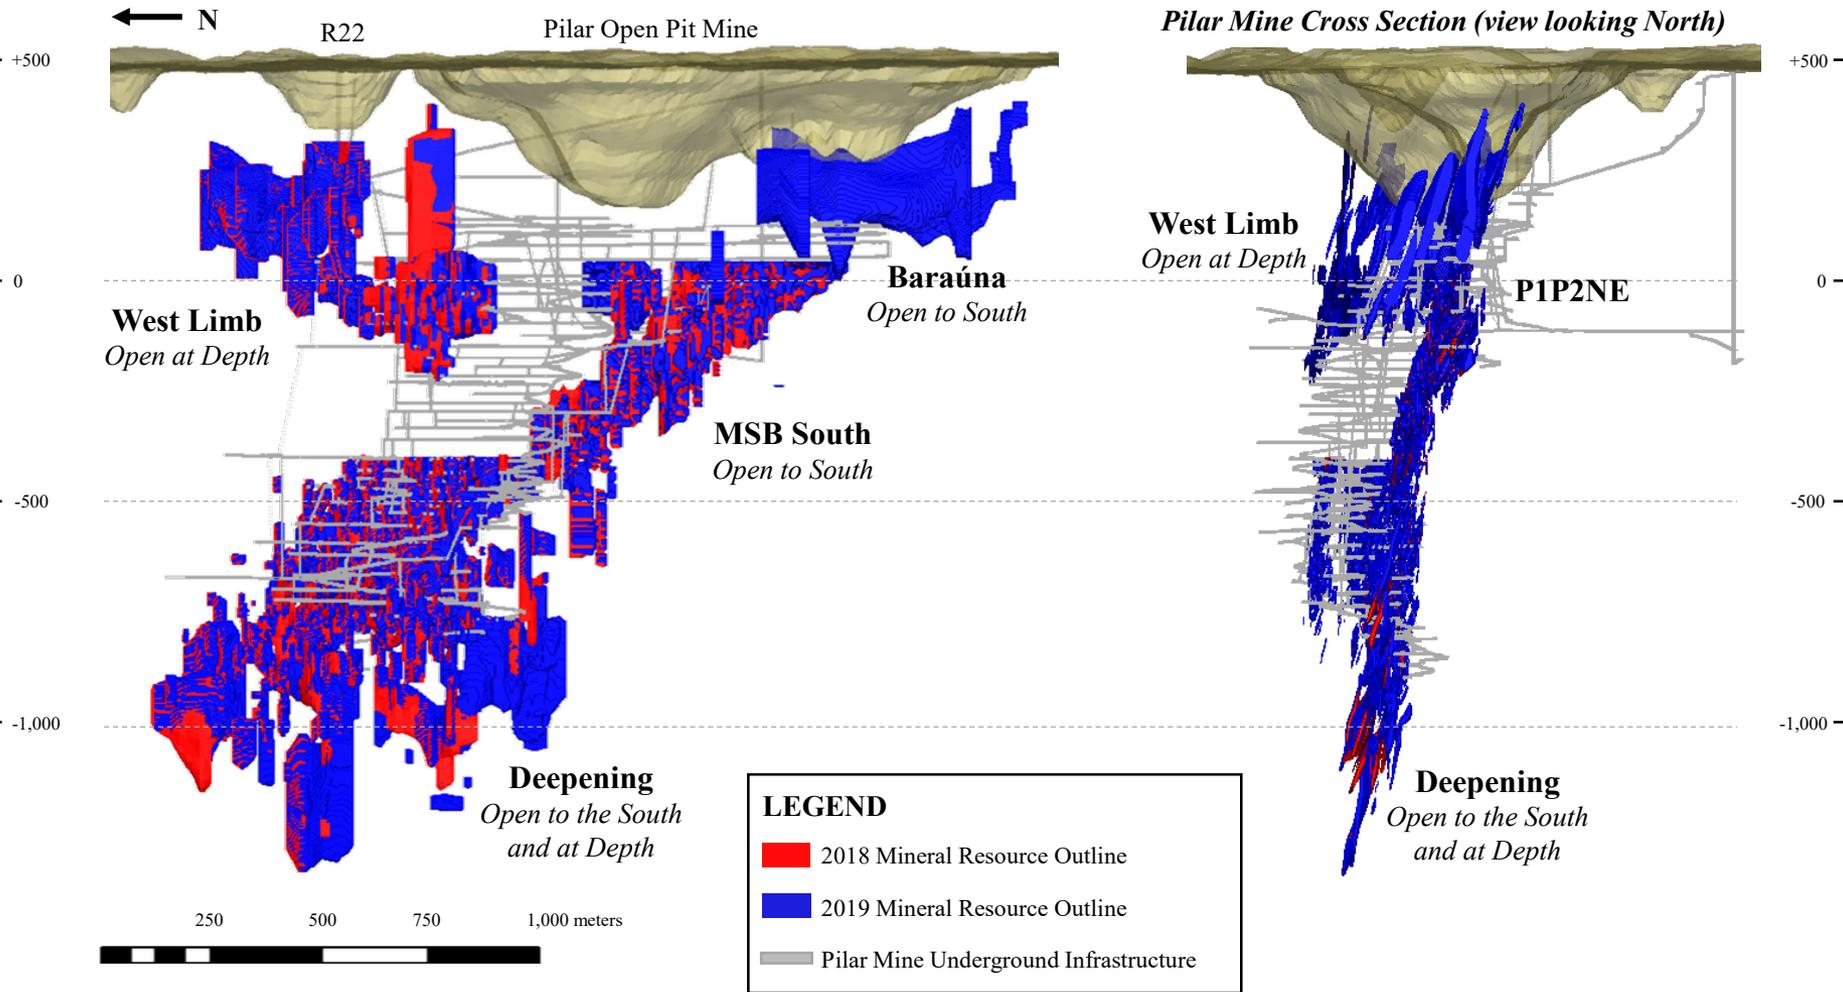 N
R22
Pilar Open Pit Mine
Pilar Mine Cross Section (view looking North)
+500
+500
West Limb
Open at Depth
Baraúna
Open to South
0
0
P1P2NE
West Limb
Open at Depth
MSB South
Open to South
-500
-500
-1,000
-1,000
Deepening
Open to the South
and at Depth
Deepening
Open to the South
and at Depth
LEGEND
2018 Mineral Resource Outline
2019 Mineral Resource Outline
Pilar Mine Underground Infrastructure
250 500 750 1,000 meters